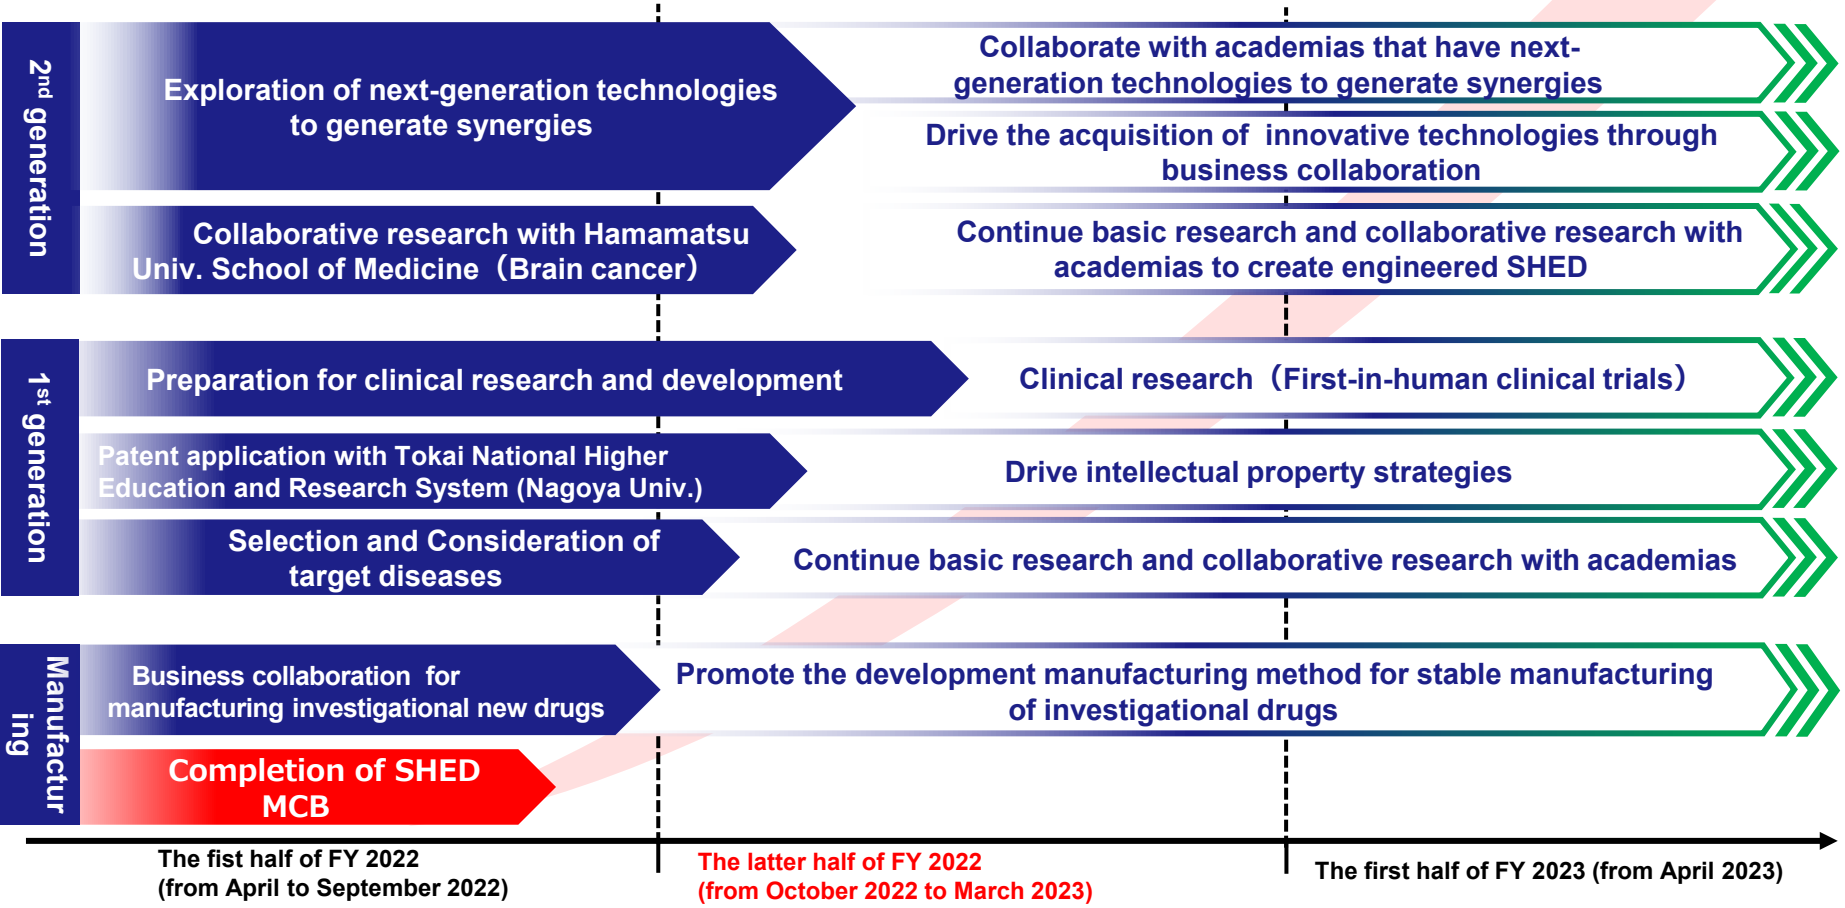 2nd generation
Exploration of next-generation technologies
to generate synergies
Collaborate with academias that have next-
generation technologies to generate synergies
Drive the acquisition of innovative technologies through
business collaboration
Collaborative research with Hamamatsu
Univ. School of Medicine（Brain cancer）
Continue basic research and collaborative research with
academias to create engineered SHED
1st generation
Preparation for clinical research and development
Clinical research（First-in-human clinical trials）
Patent application with Tokai National Higher
Education and Research System (Nagoya Univ.)
Drive intellectual property strategies
Selection and Consideration of
target diseases
Continue basic research and collaborative research with academias
Manufactur
ing
Business collaboration for
manufacturing investigational new drugs
Promote the development manufacturing method for stable manufacturing
of investigational drugs
Completion of SHED
MCB
The fist half of FY 2022
(from April to September 2022)
The latter half of FY 2022
(from October 2022 to March 2023)
The first half of FY 2023 (from April 2023)